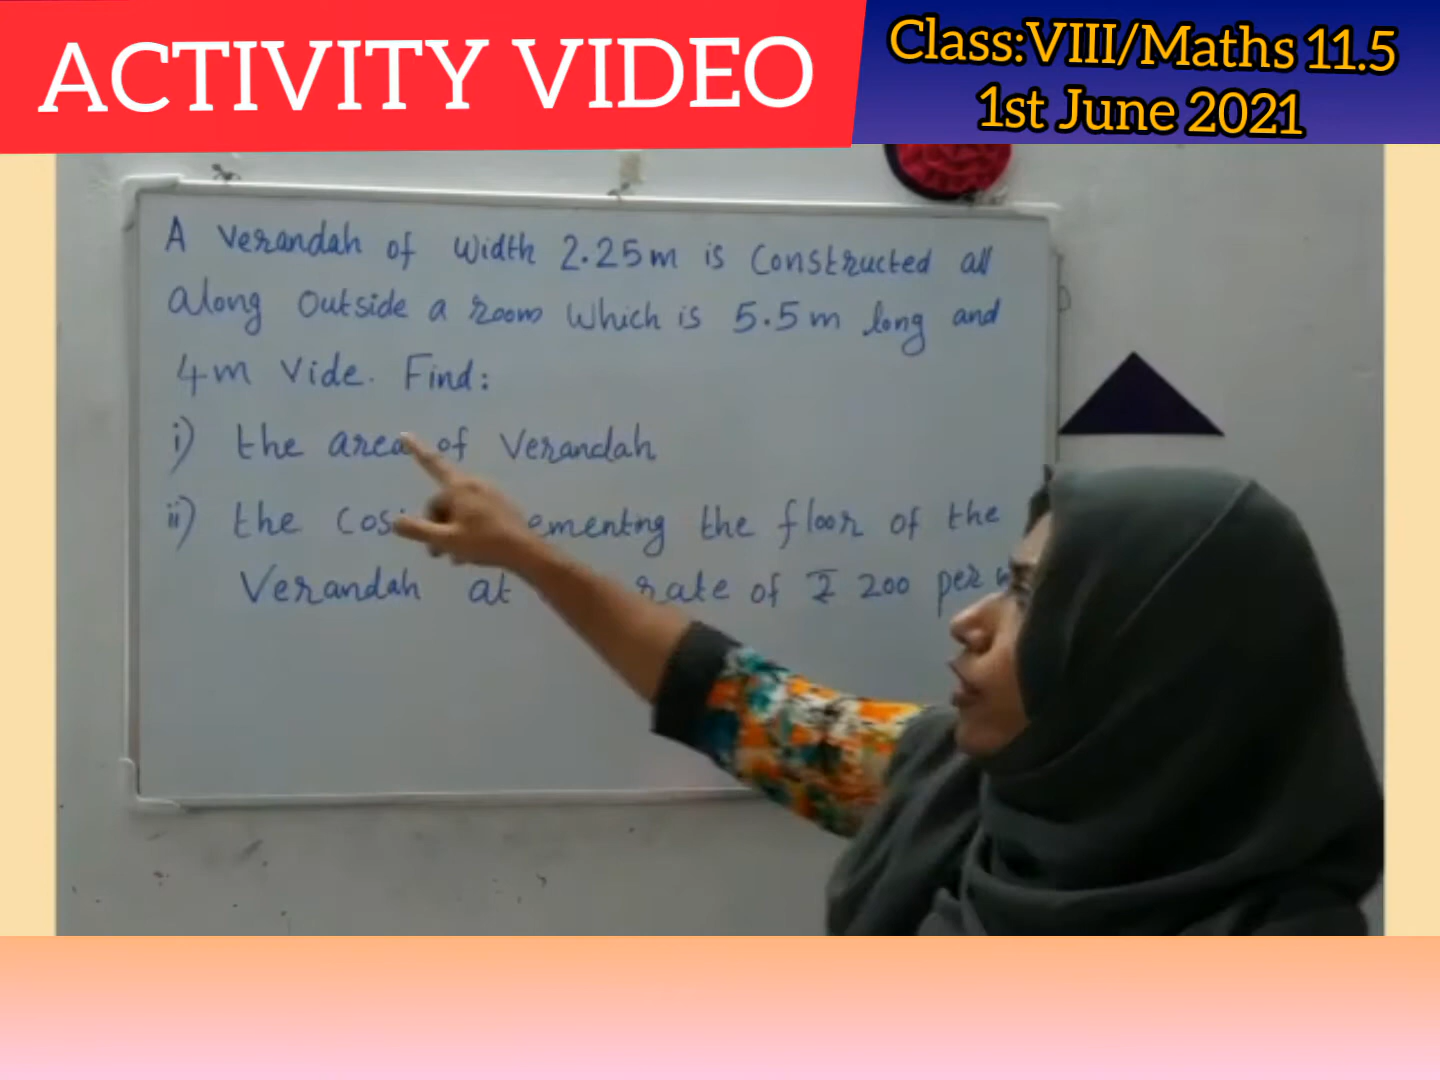 ACTIVITY VIDEO
Class:VIII/Maths 11.5
1st June 2021
A Verandah of width 2.25m is Constructed all
along Outside a room Which is 5.5m long and
4m Vide. Find:
i) the area of Verandah
ii) the the floor of the
Verandah at rate of ₹ 200 per